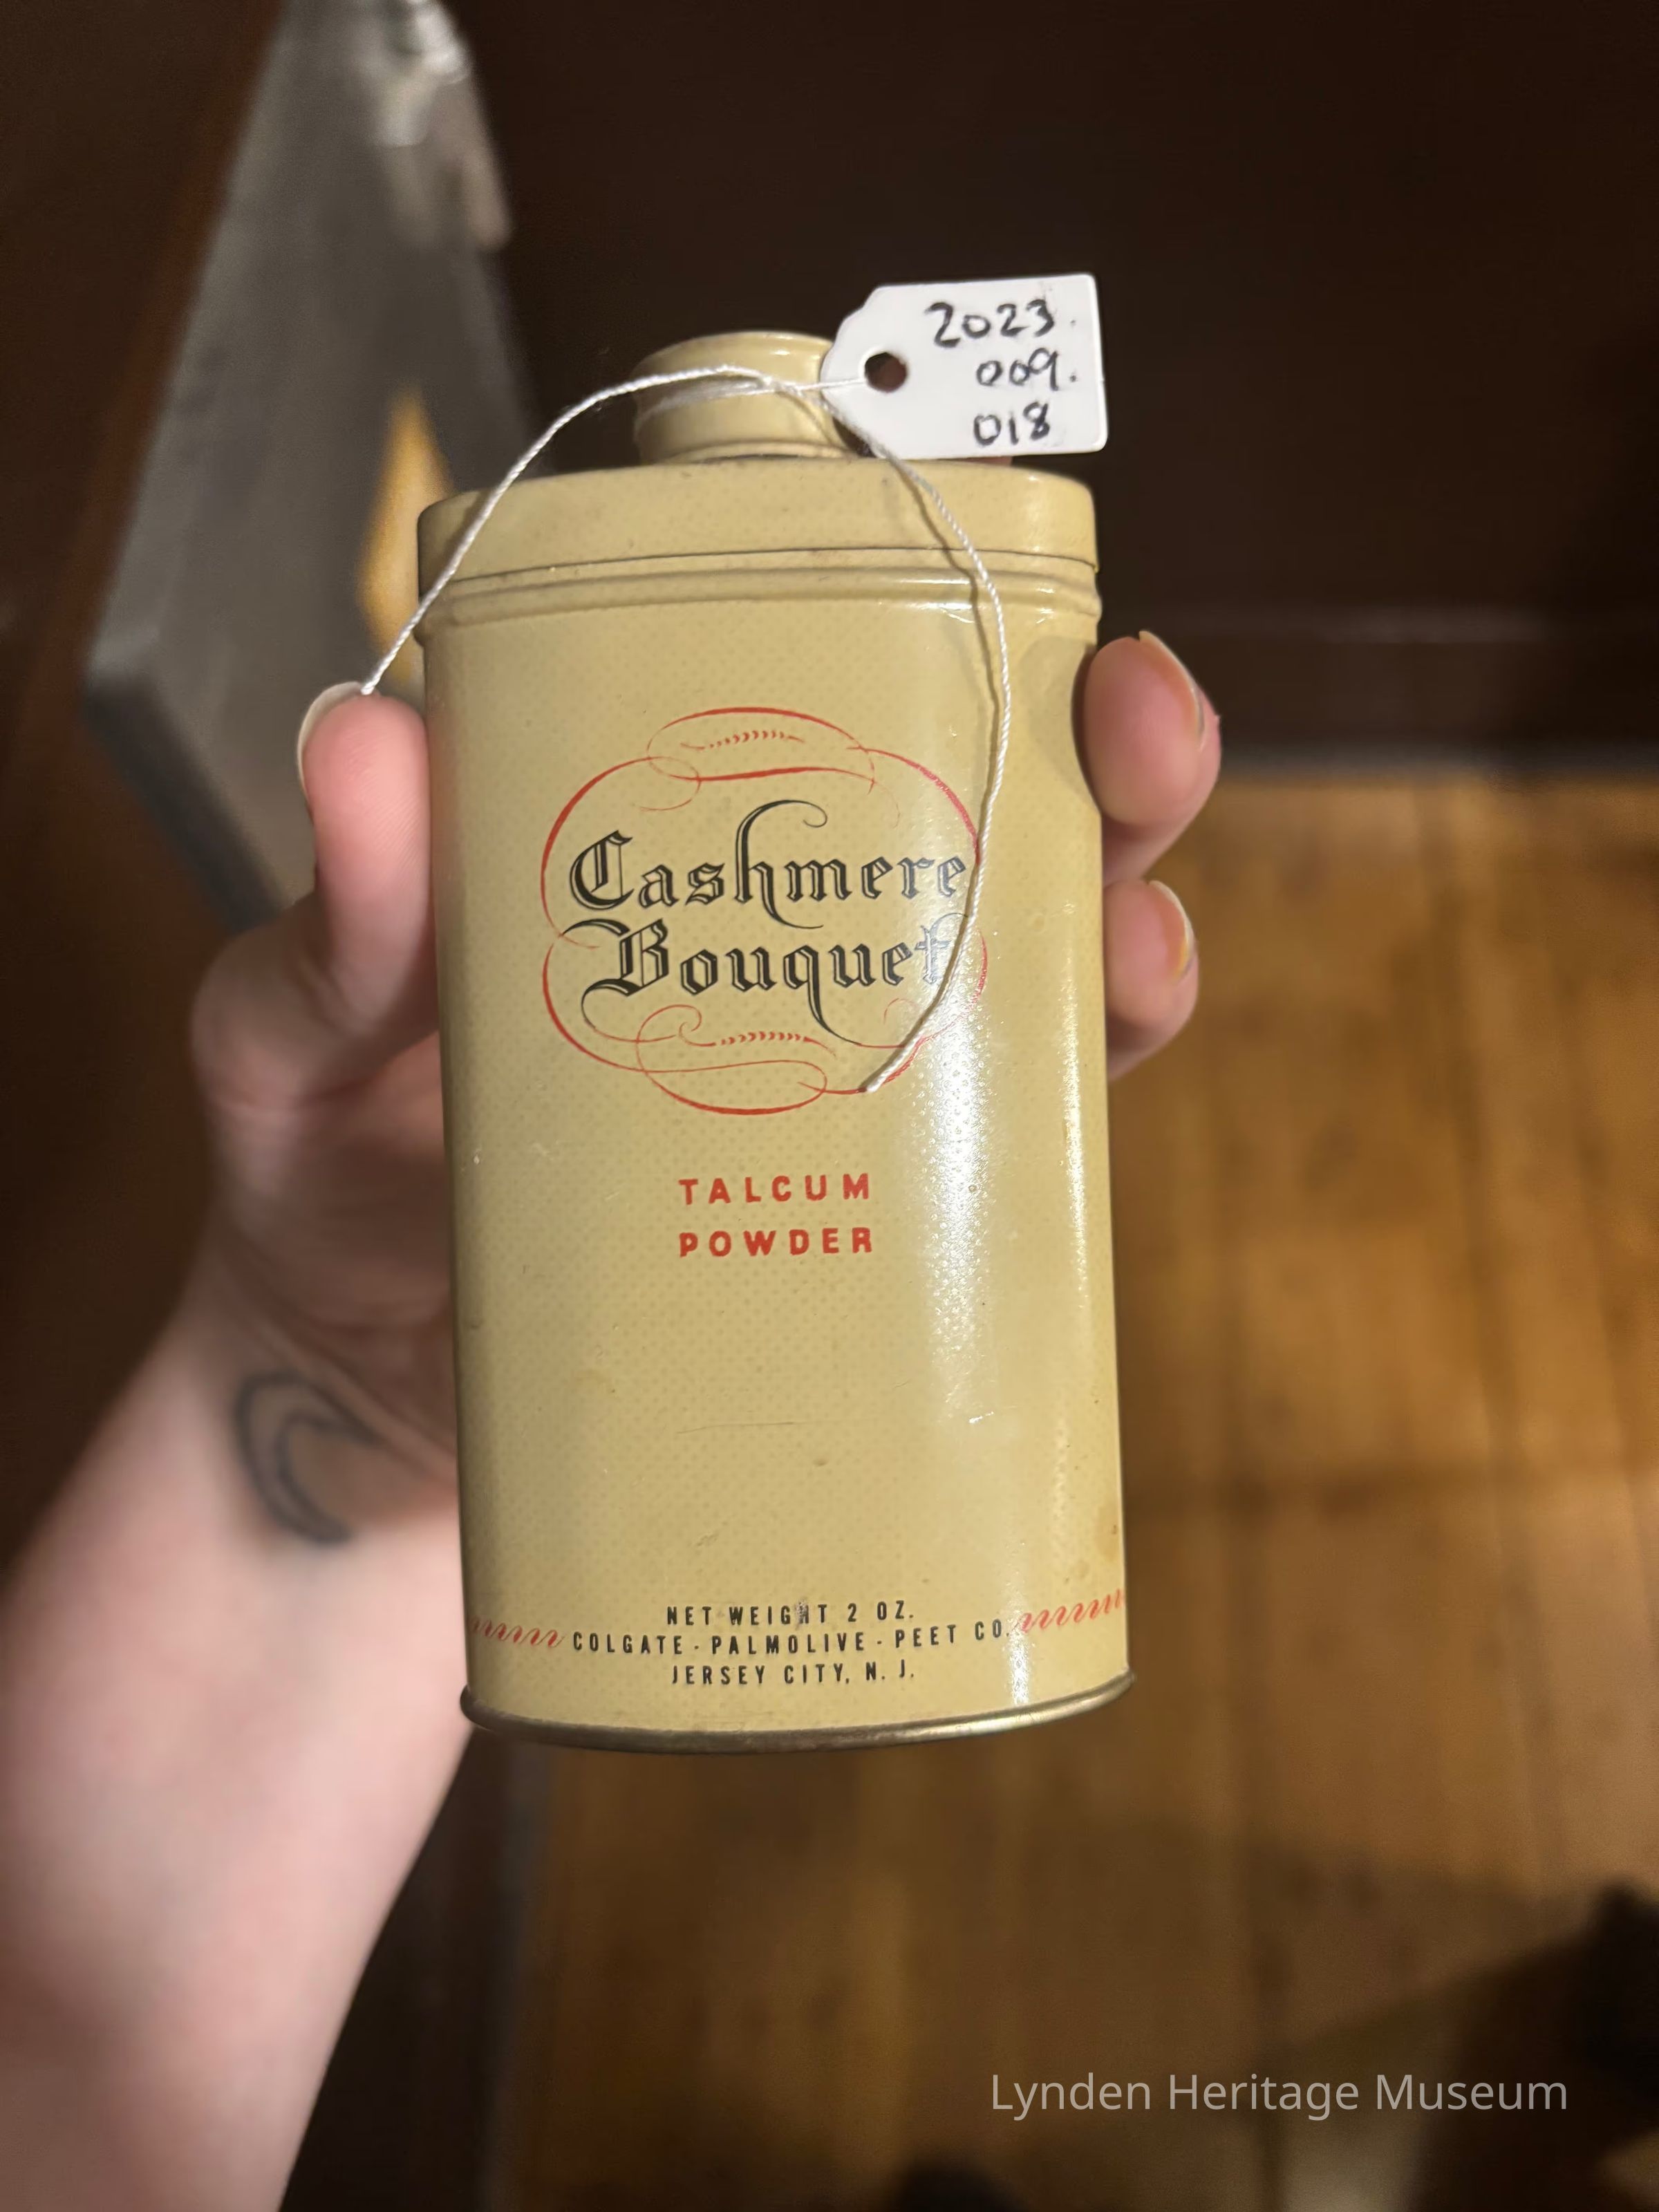 2023.
009.
018
Cashmere
Bouquet
TALCUM
POWDER
NET WEIGHT 2 OZ.
COLGATE - PALMOLIVE - PEET CO.
JERSEY CITY, N. J.
Lynden Heritage Museum